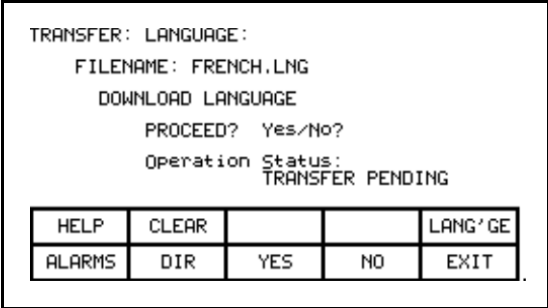 TRANSFER: LANGUAGE:
FILENAME: FRENCH.LNG
DOWNLOAD LANGUAGE
PROCEED? Yes/No?
Operation Status:
TRANSFER PENDING
HELP CLEAR LANG'GE
ALARMS DIR YES NO EXIT
.